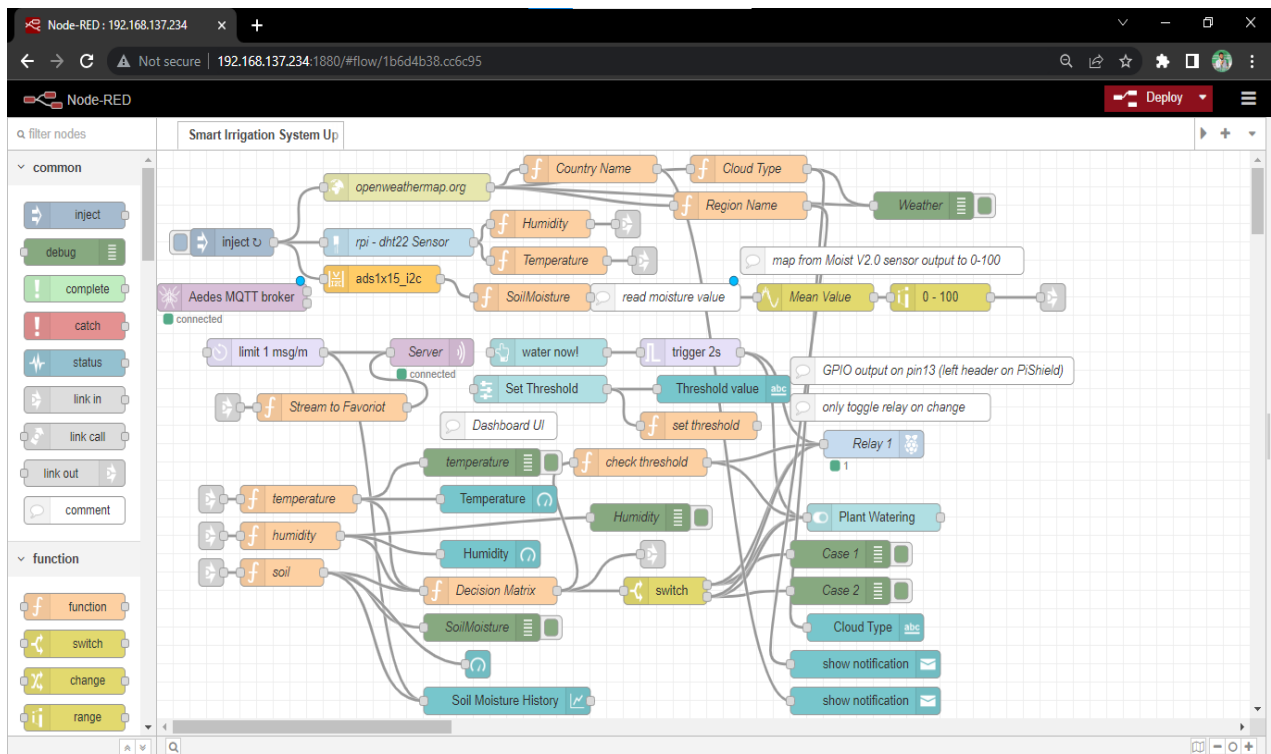 Node-RED : 192.168.137.234
Not secure
192.168.137.234:1880/#flow/1b6d4b38.cc6c95
Node-RED
Deploy
filter nodes
Smart Irrigation System Up
common
inject
debug
complete
catch
status
link in
link call
link out
comment
function
function
switch
change
range
Country Name
Cloud Type
openweathermap.org
Region Name
Weather
Humidity
inject ↻
rpi - dht22 Sensor
Temperature
map from Moist V2.0 sensor output to 0-100
ads1x15_i2c
Aedes MQTT broker
connected
SoilMoisture
read moisture value
Mean Value
0 - 100
limit 1 msg/m
Server
connected
water now!
trigger 2s
GPIO output on pin13 (left header on PiShield)
Set Threshold
Threshold value
abc
Stream to Favoriot
only toggle relay on change
Dashboard UI
set threshold
Relay 1
1
temperature
check threshold
temperature
Temperature
Humidity
Plant Watering
humidity
Humidity
Case 1
soil
Decision Matrix
switch
Case 2
SoilMoisture
Cloud Type
abc
show notification
Soil Moisture History
show notification